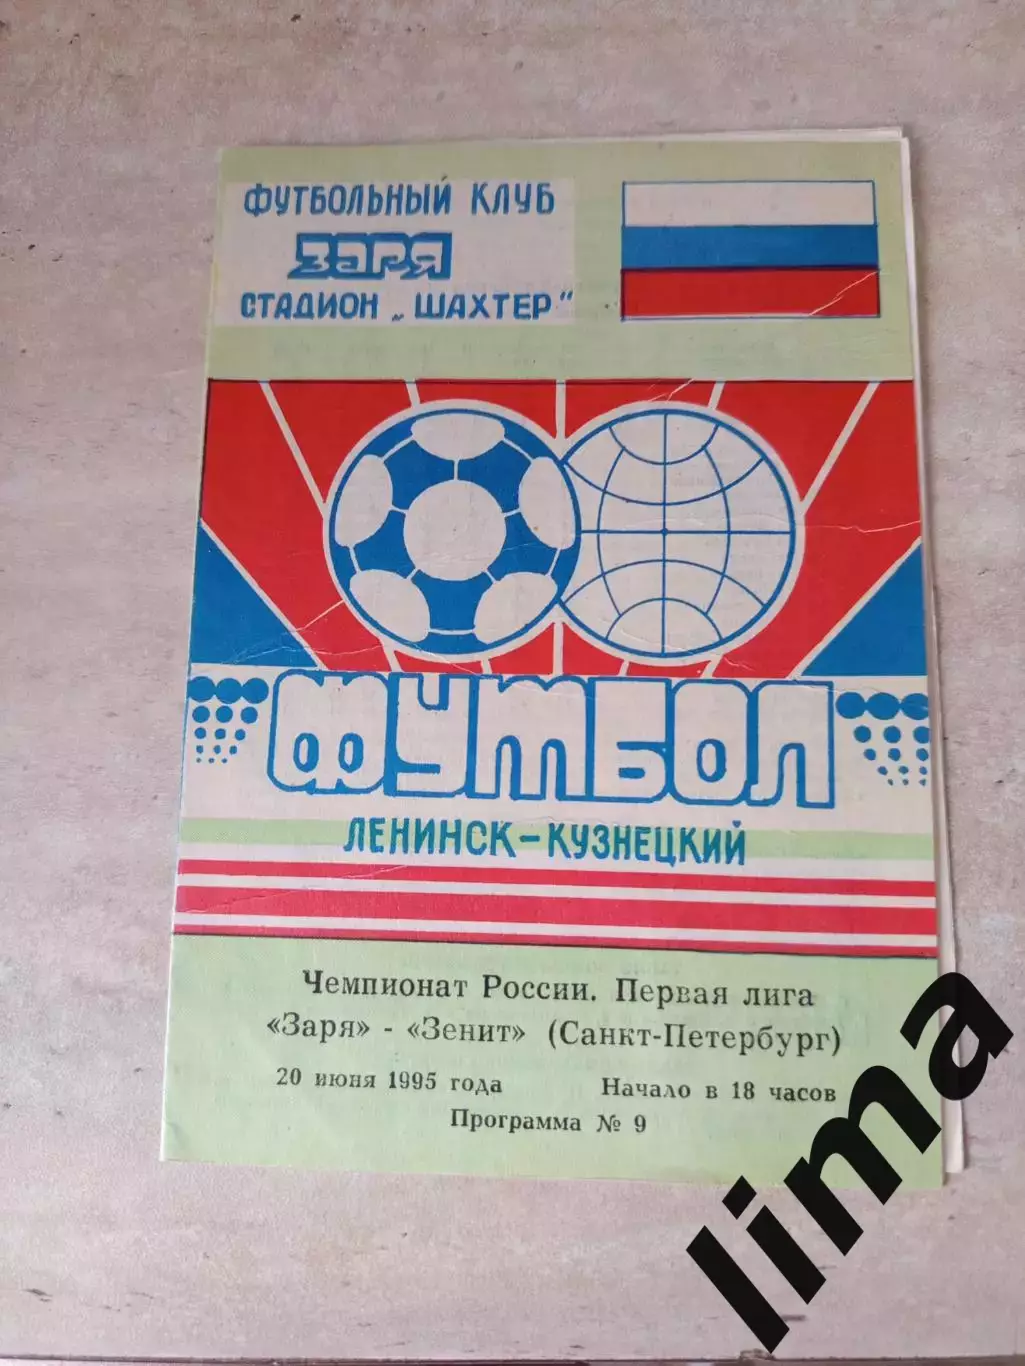 ФУТБОЛЬНЫЙ КЛУБ
ЗАРЯ
СТАДИОН „ШАХТЕР"
ФУТБОЛ
ЛЕНИНСК-КУЗНЕЦКИЙ
Чемпионат России. Первая лига
«Заря» - «Зенит» (Санкт-Петербург)
20 июня 1995 года Начало в 18 часов
Программа № 9
lima